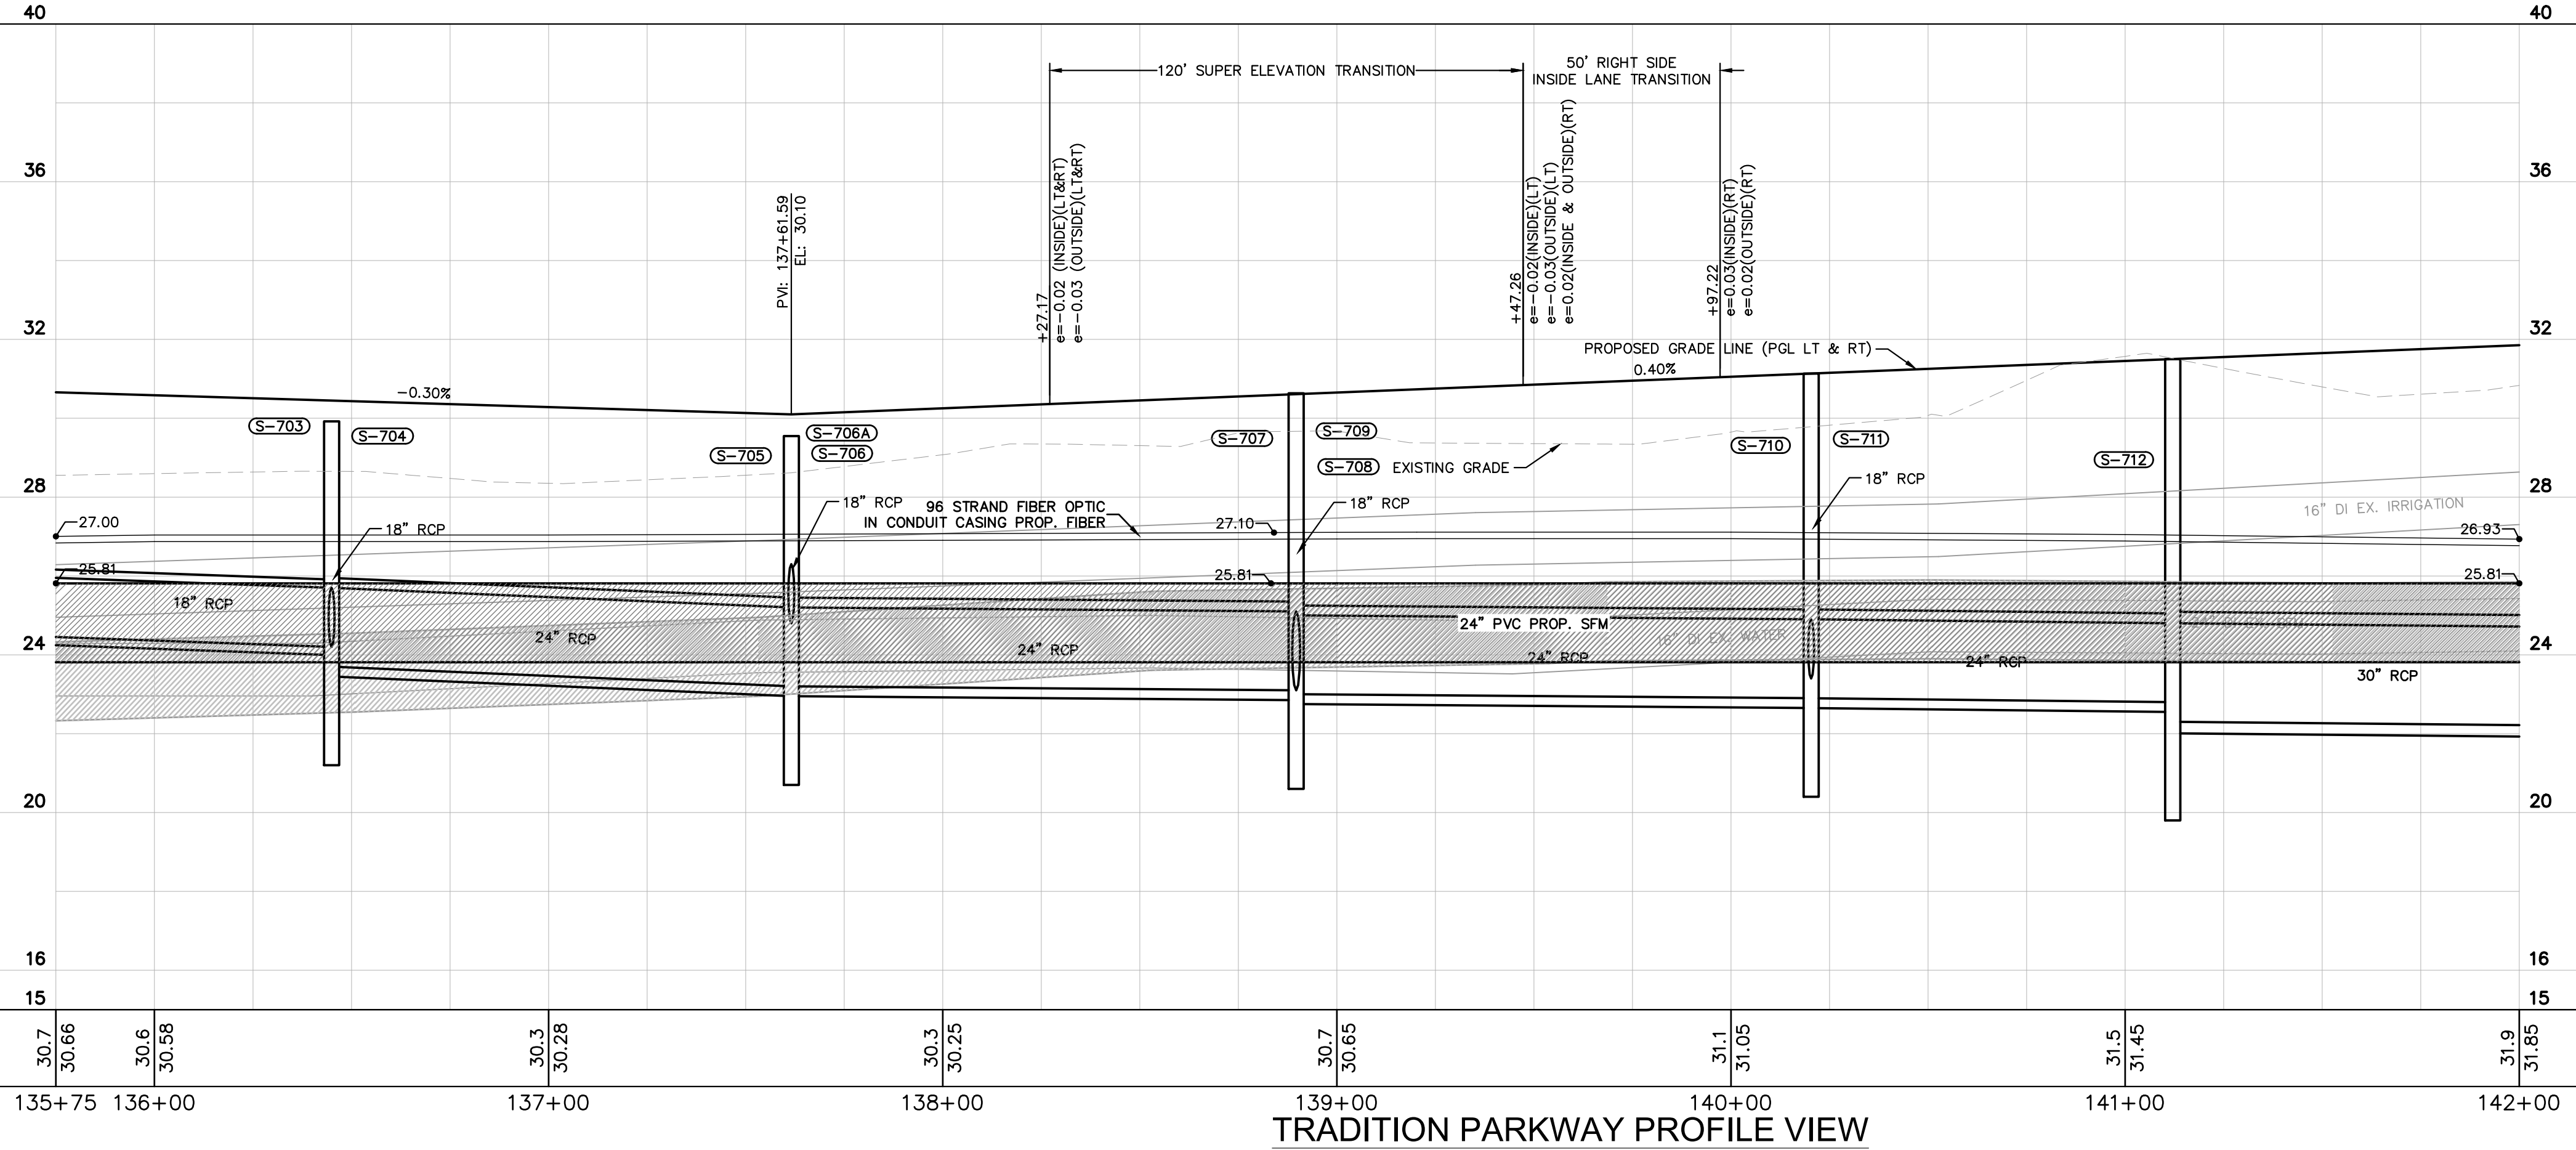 40
40
120' SUPER ELEVATION TRANSITION
50' RIGHT SIDE
INSIDE LANE TRANSITION
36
36
PVI: 137+61.59
EL: 30.10
+27.17
e=-0.02 (INSIDE)(LT&RT)
e=-0.03 (OUTSIDE)(LT&RT)
+47.26
e=-0.02(INSIDE)(LT)
e=-0.03(OUTSIDE)(LT)
e=0.02(INSIDE & OUTSIDE)(RT)
+97.22
e=0.03(INSIDE)(RT)
e=0.02(OUTSIDE)(RT)
32
32
PROPOSED GRADE LINE (PGL LT & RT)
0.40%
-0.30%
S-703
S-704
S-705
S-706A
S-706
S-707
S-709
S-708
EXISTING GRADE
S-710
S-711
S-712
28
28
18" RCP
18" RCP
18" RCP
18" RCP
96 STRAND FIBER OPTIC
IN CONDUIT CASING PROP. FIBER
16" DI EX. IRRIGATION
27.00
27.10
26.93
25.81
25.81
25.81
18" RCP
24" RCP
24" RCP
24" PVC PROP. SFM
16" DI EX. WATER
24" RCP
24" RCP
30" RCP
24
24
20
20
16
16
15
15
30.7
30.66
30.6
30.58
30.3
30.28
30.3
30.25
30.7
30.65
31.1
31.05
31.5
31.45
31.9
31.85
135+75
136+00
137+00
138+00
139+00
140+00
141+00
142+00
TRADITION PARKWAY PROFILE VIEW